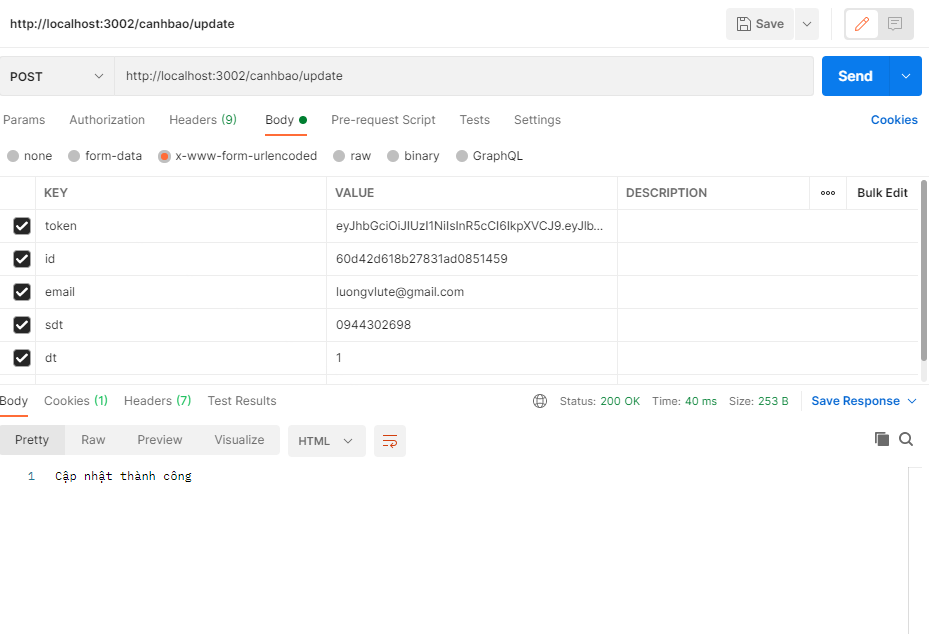 http://localhost:3002/canhbao/update Save
POST http://localhost:3002/canhbao/update Send
Params Authorization Headers (9) Body Pre-request Script Tests Settings Cookies
none form-data x-www-form-urlencoded raw binary GraphQL
KEY VALUE DESCRIPTION Bulk Edit
token eyJhbGciOiJIUzI1NiIsInR5cCI6IkpXVCJ9.eyJlb...
id 60d42d618b27831ad0851459
email luongvlute@gmail.com
sdt 0944302698
dt 1
Body Cookies (1) Headers (7) Test Results Status: 200 OK Time: 40 ms Size: 253 B Save Response
Pretty Raw Preview Visualize HTML
1 Cập nhật thành công